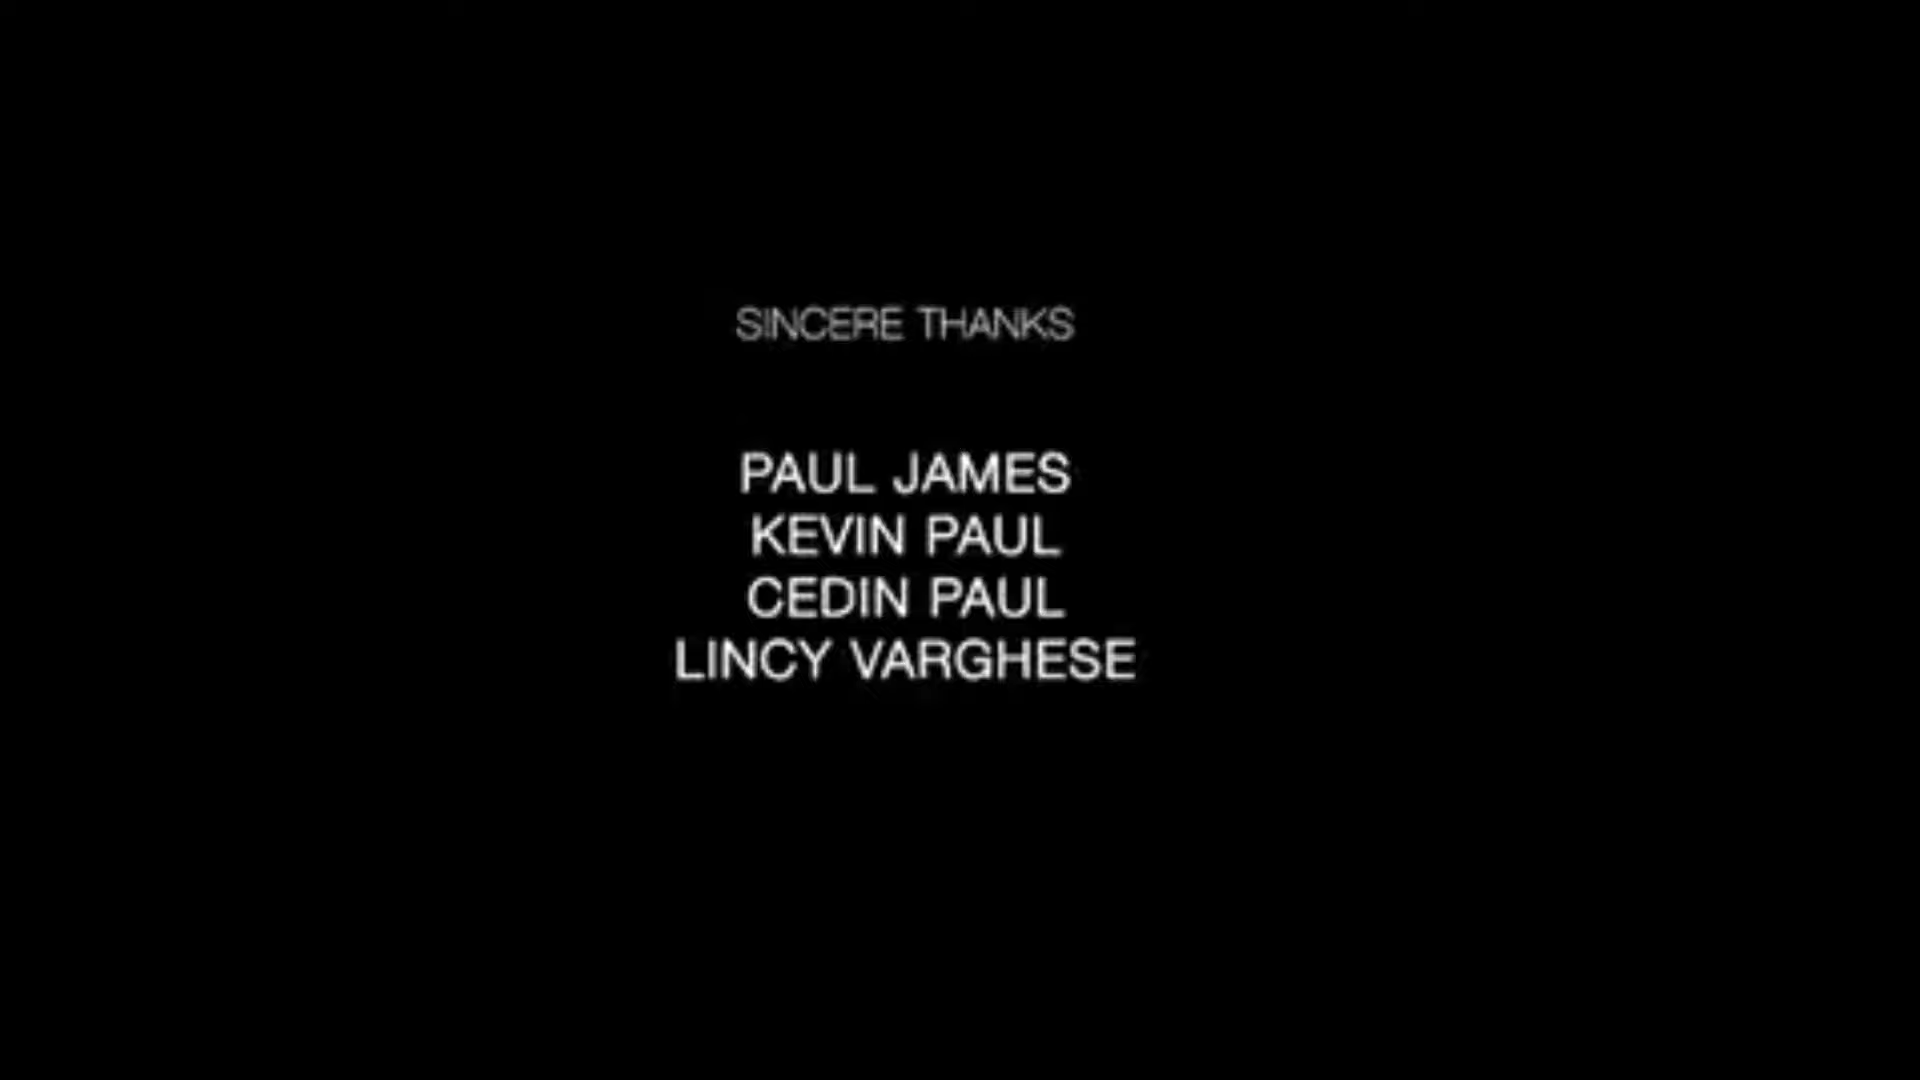 SINCERE THANKS
PAUL JAMES
KEVIN PAUL
CEDIN PAUL
LINCY VARGHESE